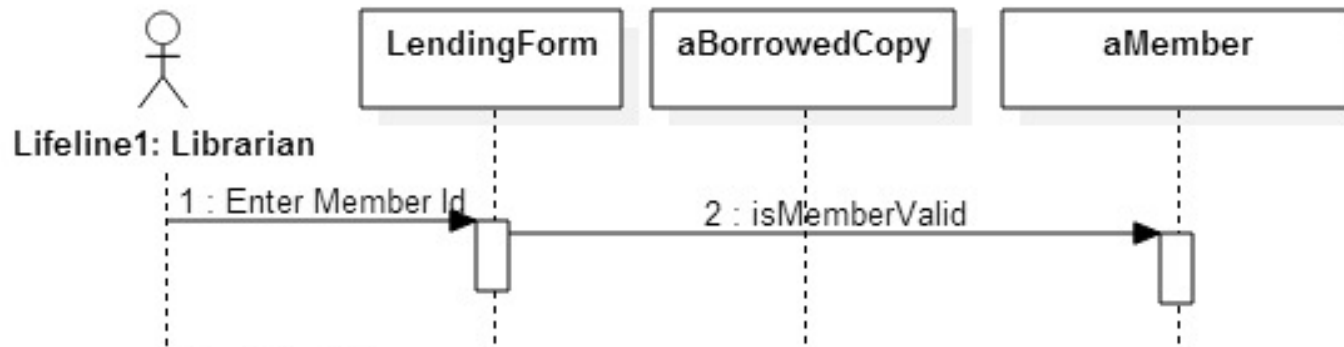 LendingForm
aBorrowedCopy
aMember
Lifeline1: Librarian
1 : Enter Member Id
2 : isMemberValid